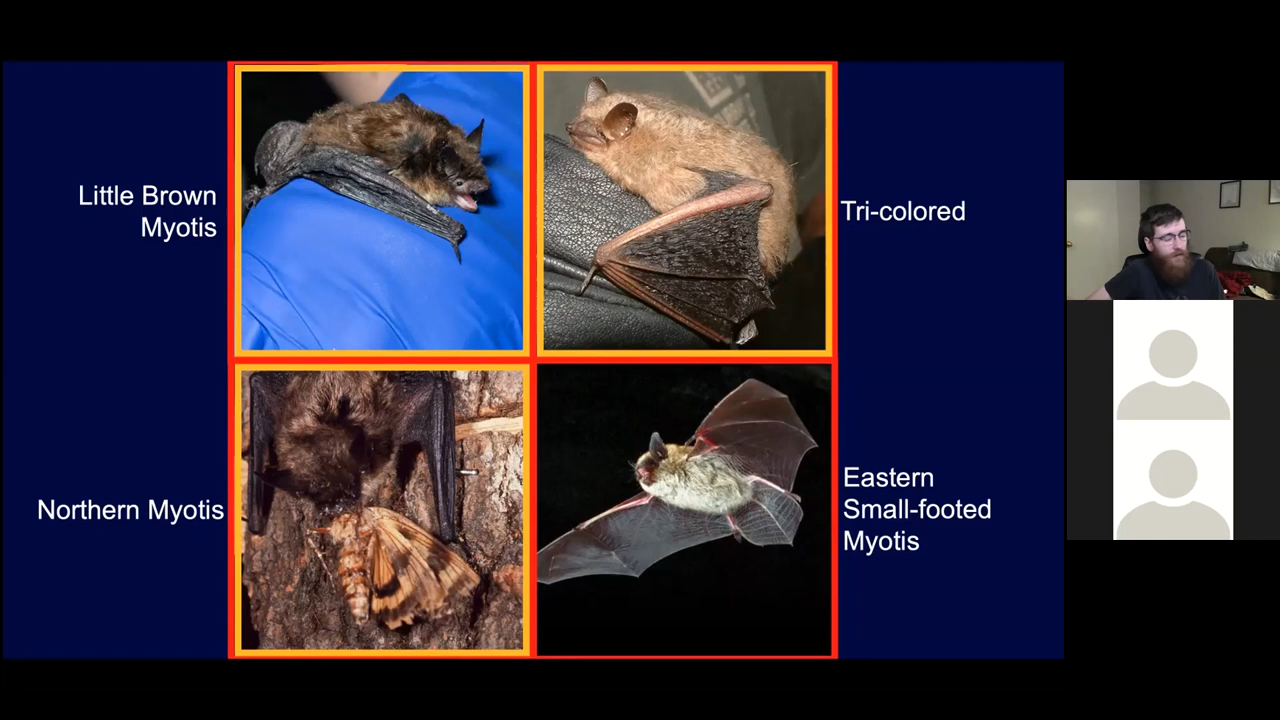 Little Brown
Myotis
Tri-colored
Northern Myotis
Eastern
Small-footed
Myotis